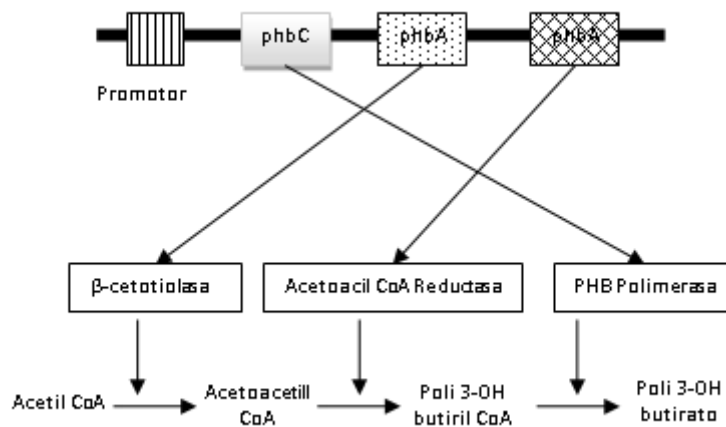 phbC
phbA
phbA
Promotor
β-cetotiolasa
Acetoacil CoA Reductasa
PHB Polimerasa
Acetil CoA
Acetoacetill
CoA
Poli 3-OH
butiril CoA
Poli 3-OH
butirato